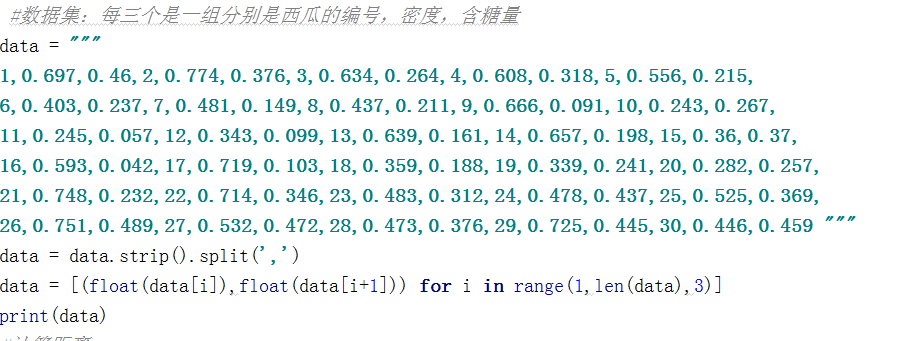 #数据集：每三个是一组分别是西瓜的编号，密度，含糖量
data = """
1,0.697,0.46,2,0.774,0.376,3,0.634,0.264,4,0.608,0.318,5,0.556,0.215,
6,0.403,0.237,7,0.481,0.149,8,0.437,0.211,9,0.666,0.091,10,0.243,0.267,
11,0.245,0.057,12,0.343,0.099,13,0.639,0.161,14,0.657,0.198,15,0.36,0.37,
16,0.593,0.042,17,0.719,0.103,18,0.359,0.188,19,0.339,0.241,20,0.282,0.257,
21,0.748,0.232,22,0.714,0.346,23,0.483,0.312,24,0.478,0.437,25,0.525,0.369,
26,0.751,0.489,27,0.532,0.472,28,0.473,0.376,29,0.725,0.445,30,0.446,0.459 """
data = data.strip().split(',')
data = [(float(data[i]),float(data[i+1])) for i in range(1,len(data),3)]
print(data)